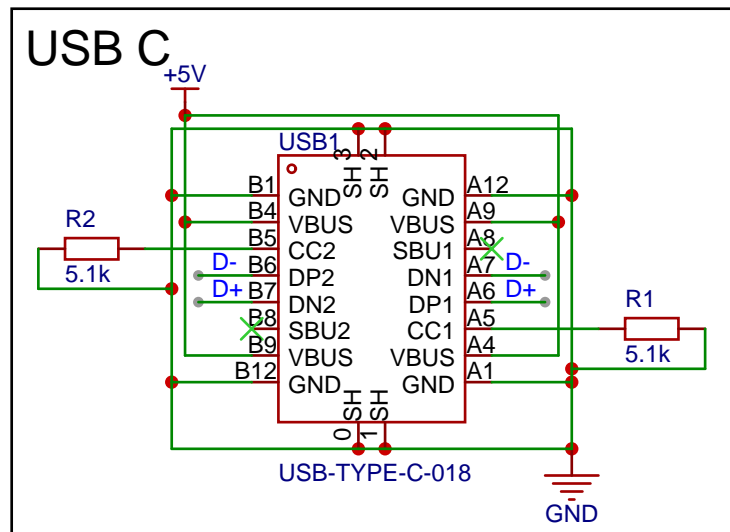 USB C
+5V
USB1
SH 3
SH 2
B1 GND
B4 VBUS
B5 CC2
B6 DP2
B7 DN2
B8 SBU2
B9 VBUS
B12 GND
A12 GND
A9 VBUS
A8 SBU1
A7 DN1
A6 DP1
A5 CC1
A4 VBUS
A1 GND
R2
5.1k
D-
D+
D-
D+
R1
5.1k
SH 0
SH 1
USB-TYPE-C-018
GND